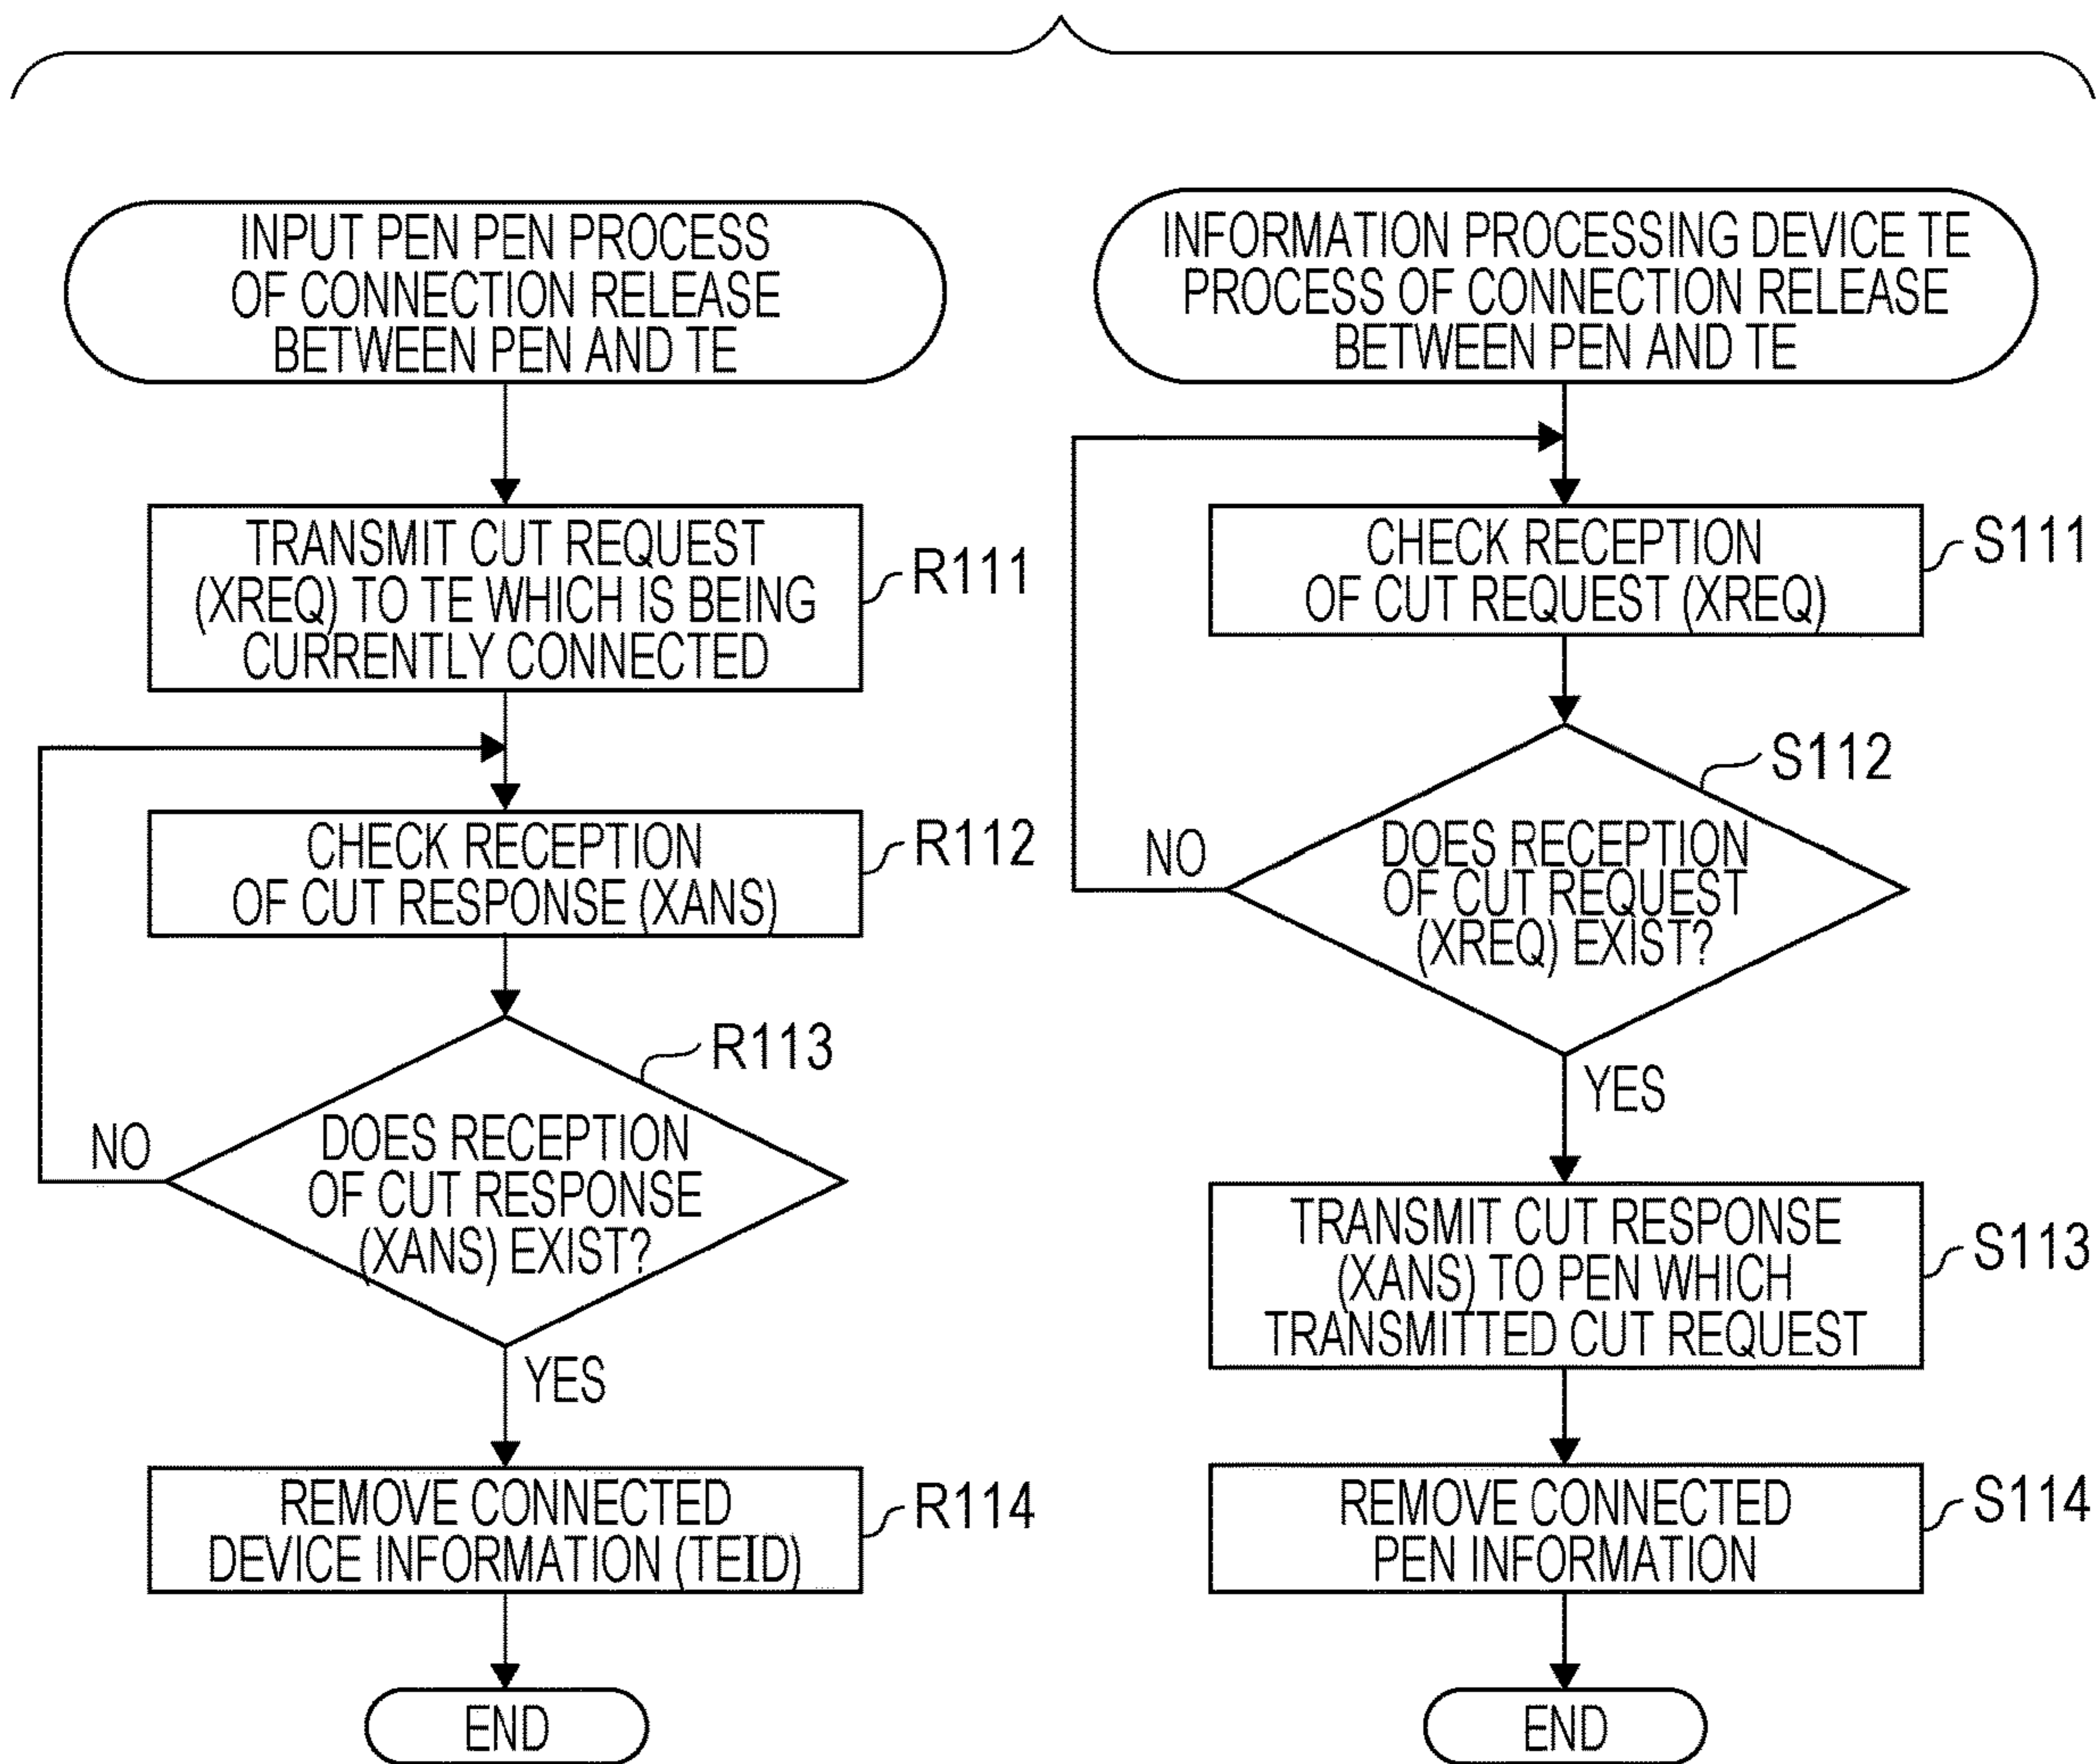 INPUT PEN PEN PROCESS
OF CONNECTION RELEASE
BETWEEN PEN AND TE
TRANSMIT CUT REQUEST
(XREQ) TO TE WHICH IS BEING
CURRENTLY CONNECTED
R111
CHECK RECEPTION
OF CUT RESPONSE (XANS)
R112
R113
DOES RECEPTION
OF CUT RESPONSE
(XANS) EXIST?
NO
YES
REMOVE CONNECTED
DEVICE INFORMATION (TEID)
R114
END
INFORMATION PROCESSING DEVICE TE
PROCESS OF CONNECTION RELEASE
BETWEEN PEN AND TE
CHECK RECEPTION
OF CUT REQUEST (XREQ)
S111
S112
DOES RECEPTION
OF CUT REQUEST
(XREQ) EXIST?
NO
YES
TRANSMIT CUT RESPONSE
(XANS) TO PEN WHICH
TRANSMITTED CUT REQUEST
S113
REMOVE CONNECTED
PEN INFORMATION
S114
END